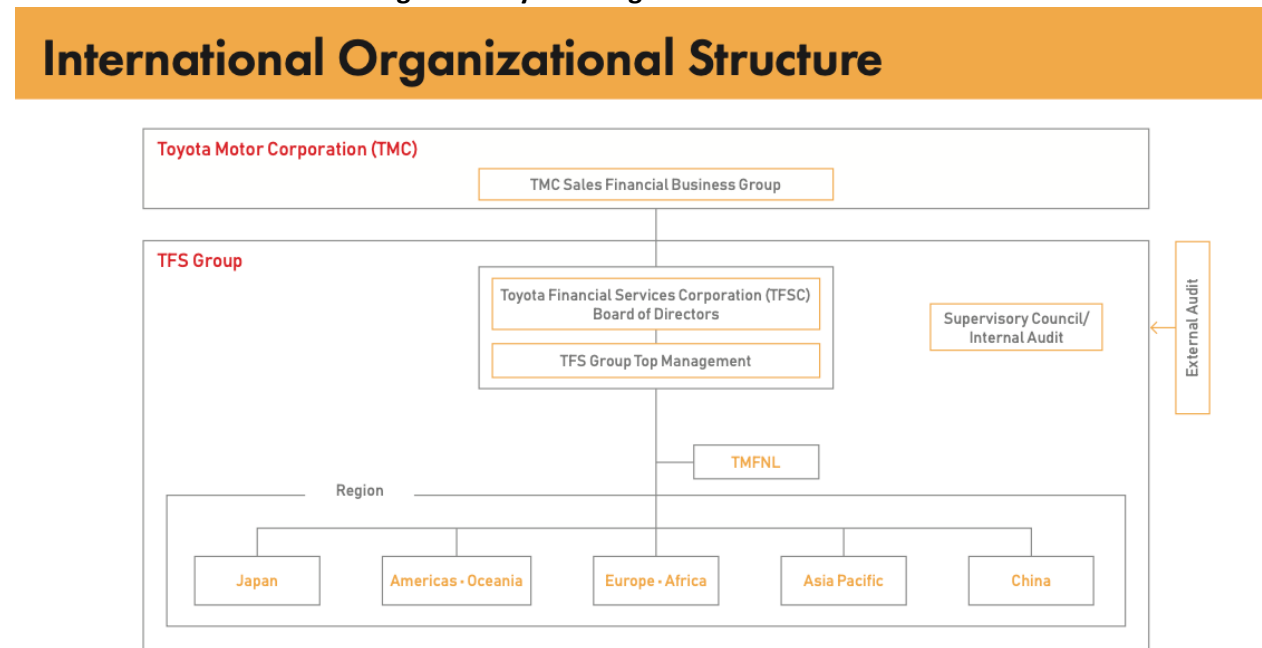 International Organizational Structure
Toyota Motor Corporation (TMC)
TMC Sales Financial Business Group
TFS Group
Toyota Financial Services Corporation (TFSC)
Board of Directors
TFS Group Top Management
Supervisory Council/
Internal Audit
External Audit
TMFNL
Region
Japan
Americas · Oceania
Europe · Africa
Asia Pacific
China